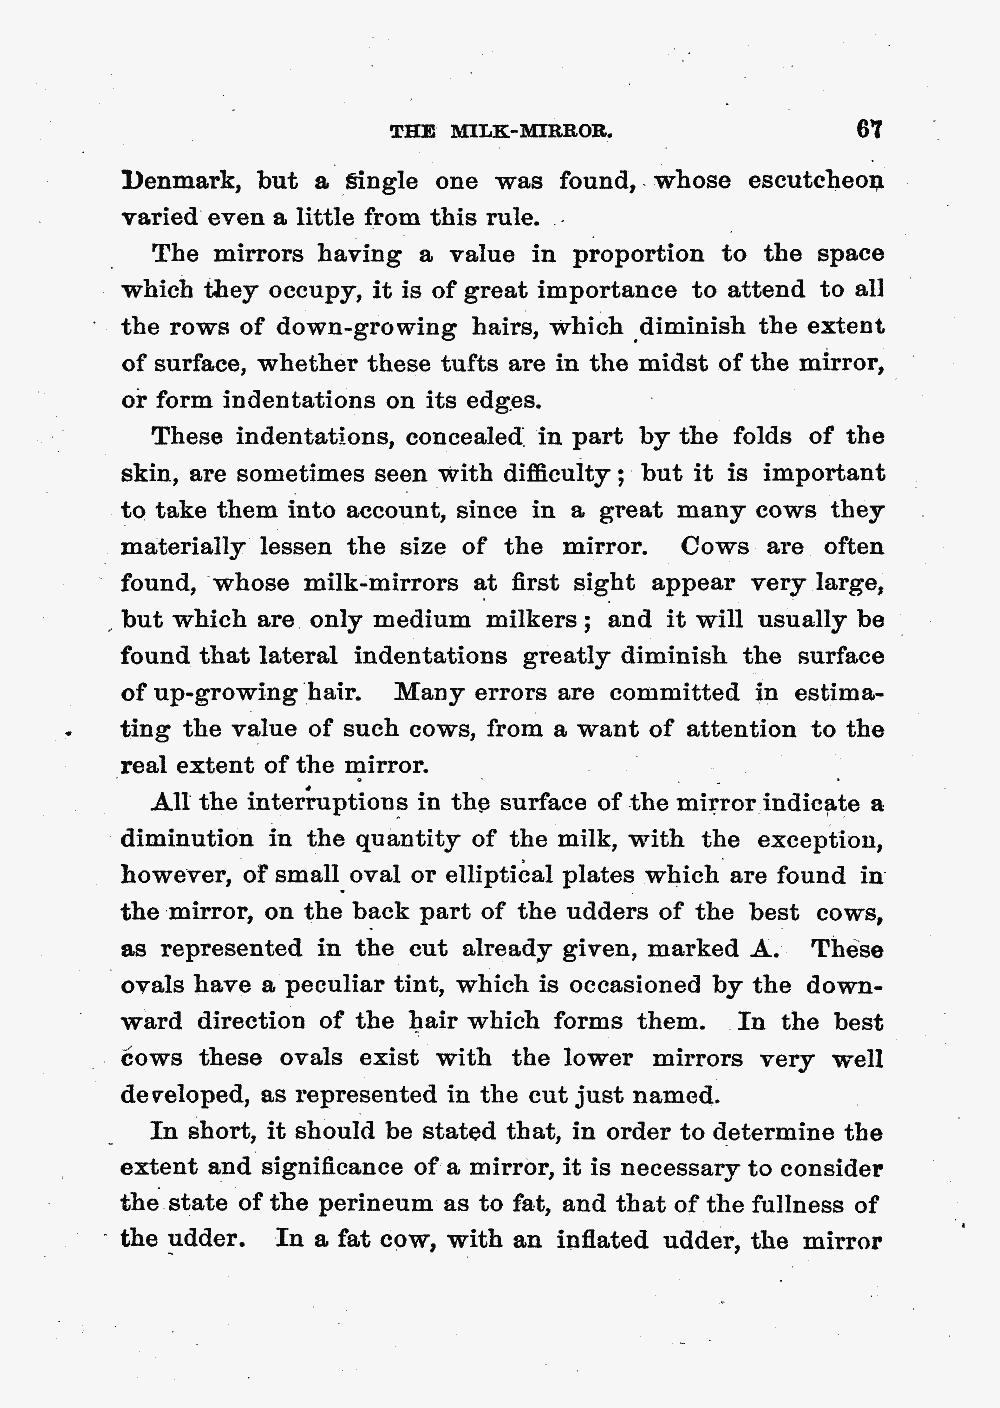 THE MILK-MIRROR. 67
Denmark, but a single one was found, whose escutcheon
varied even a little from this rule.
The mirrors having a value in proportion to the space
which they occupy, it is of great importance to attend to all
the rows of down-growing hairs, which diminish the extent
of surface, whether these tufts are in the midst of the mirror,
or form indentations on its edges.
These indentations, concealed in part by the folds of the
skin, are sometimes seen with difficulty; but it is important
to take them into account, since in a great many cows they
materially lessen the size of the mirror. Cows are often
found, whose milk-mirrors at first sight appear very large,
but which are only medium milkers; and it will usually be
found that lateral indentations greatly diminish the surface
of up-growing hair. Many errors are committed in estima-
ting the value of such cows, from a want of attention to the
real extent of the mirror.
All the interruptions in the surface of the mirror indicate a
diminution in the quantity of the milk, with the exception,
however, of small oval or elliptical plates which are found in
the mirror, on the back part of the udders of the best cows,
as represented in the cut already given, marked A. These
ovals have a peculiar tint, which is occasioned by the down-
ward direction of the hair which forms them. In the best
cows these ovals exist with the lower mirrors very well
developed, as represented in the cut just named.
In short, it should be stated that, in order to determine the
extent and significance of a mirror, it is necessary to consider
the state of the perineum as to fat, and that of the fullness of
the udder. In a fat cow, with an inflated udder, the mirror